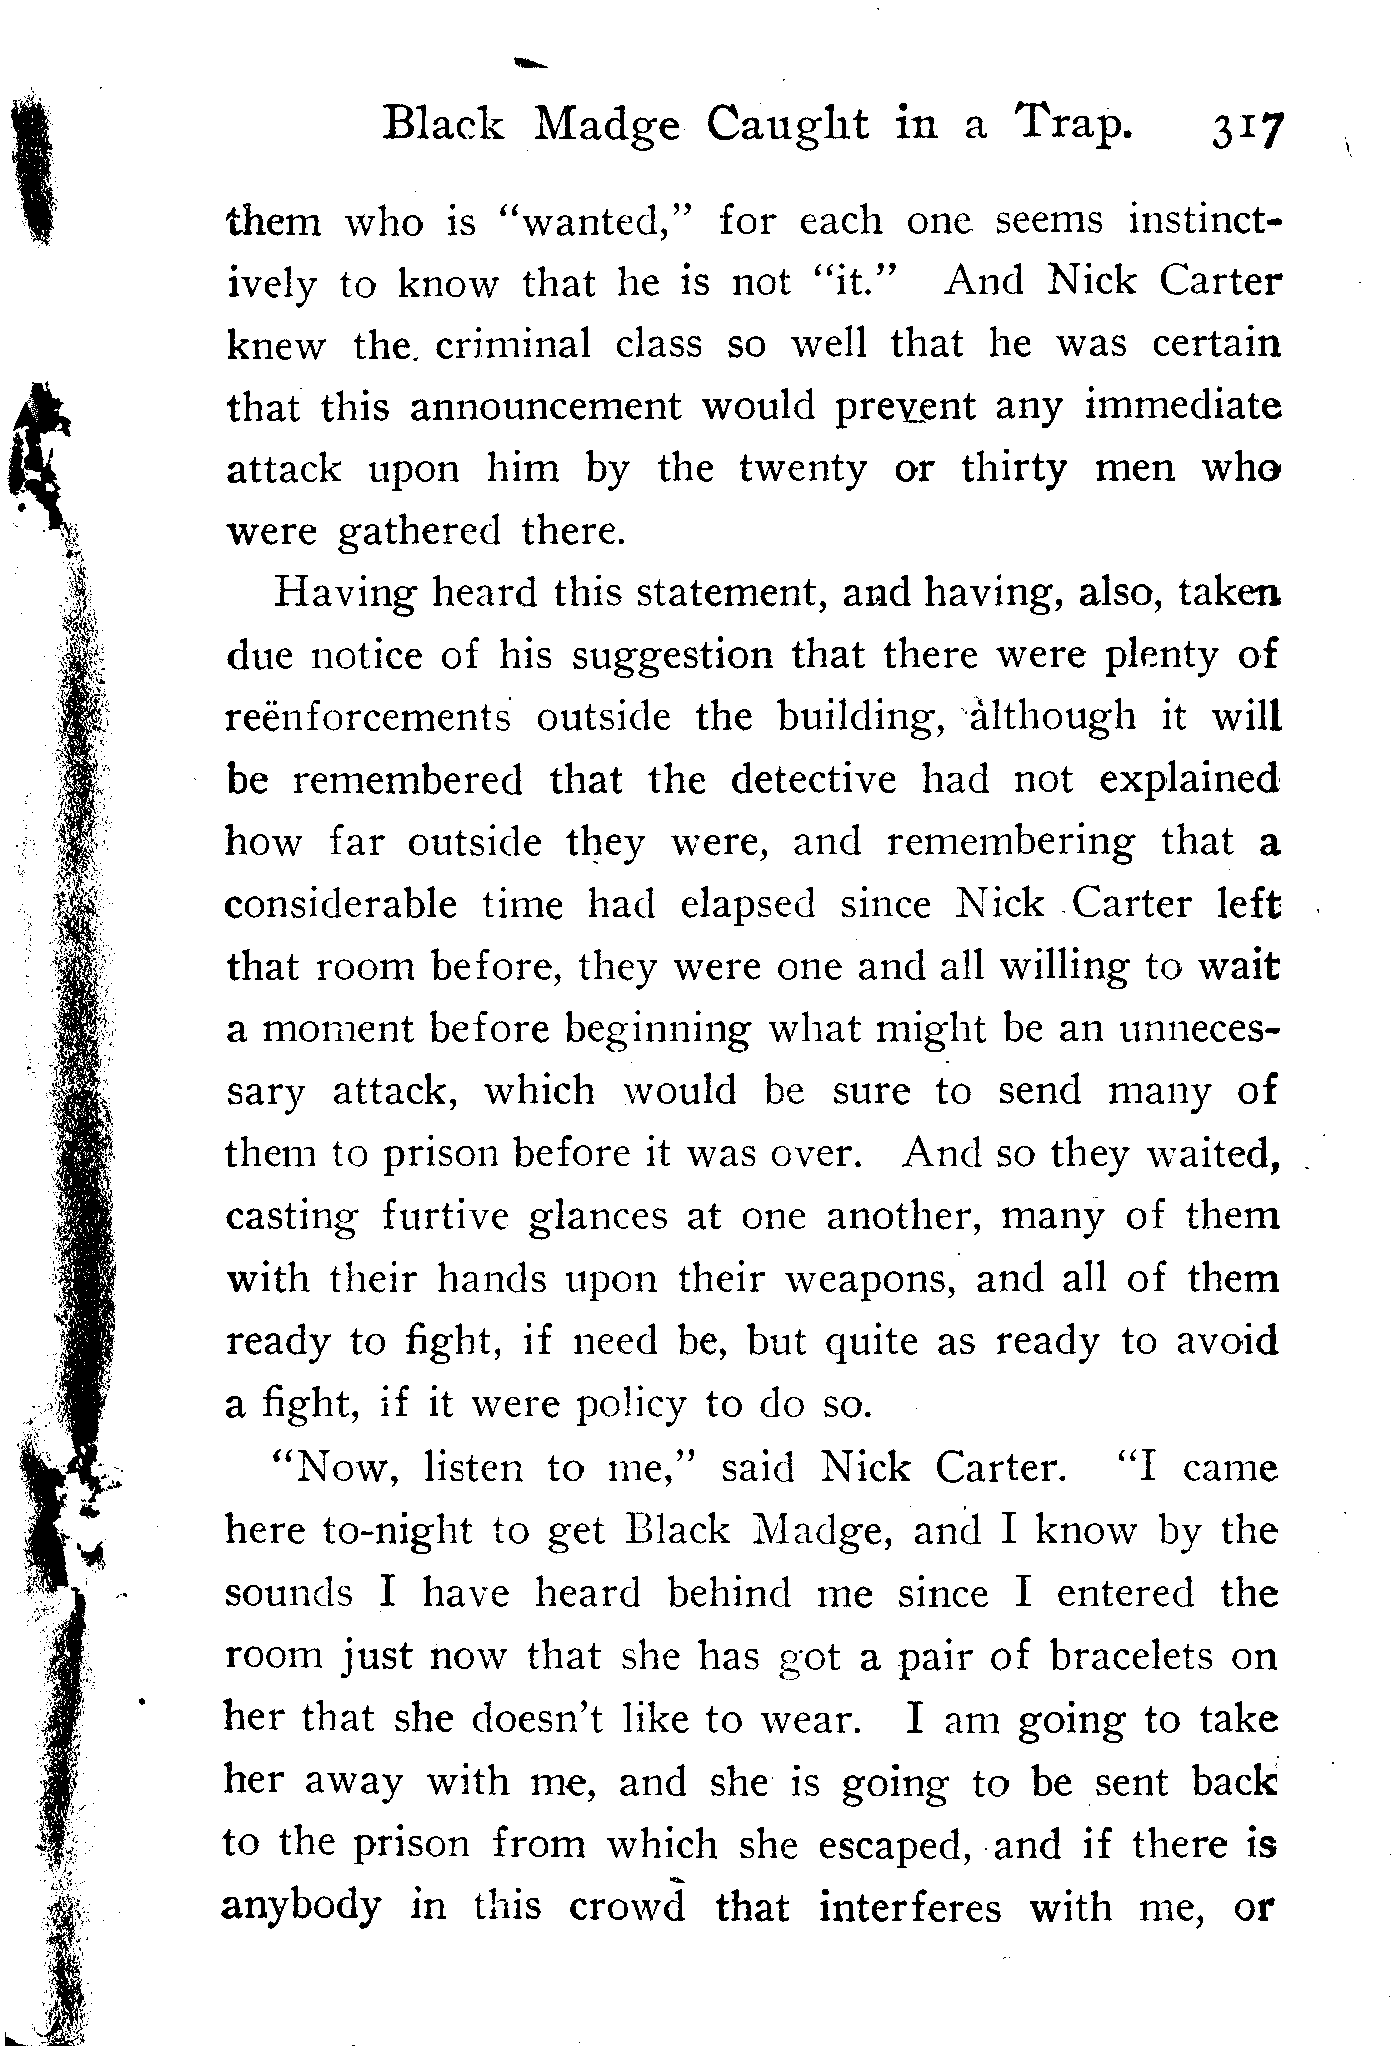 Black Madge Caught in a Trap. 317
them who is “wanted,” for each one seems instinct-
ively to know that he is not “it.” And Nick Carter
knew the criminal class so well that he was certain
that this announcement would prevent any immediate
attack upon him by the twenty or thirty men who
were gathered there.
Having heard this statement, and having, also, taken
due notice of his suggestion that there were plenty of
reënforcements outside the building, although it will
be remembered that the detective had not explained
how far outside they were, and remembering that a
considerable time had elapsed since Nick Carter left
that room before, they were one and all willing to wait
a moment before beginning what might be an unneces-
sary attack, which would be sure to send many of
them to prison before it was over. And so they waited,
casting furtive glances at one another, many of them
with their hands upon their weapons, and all of them
ready to fight, if need be, but quite as ready to avoid
a fight, if it were policy to do so.
“Now, listen to me,” said Nick Carter. “I came
here to-night to get Black Madge, and I know by the
sounds I have heard behind me since I entered the
room just now that she has got a pair of bracelets on
her that she doesn’t like to wear. I am going to take
her away with me, and she is going to be sent back
to the prison from which she escaped, and if there is
anybody in this crowd that interferes with me, or